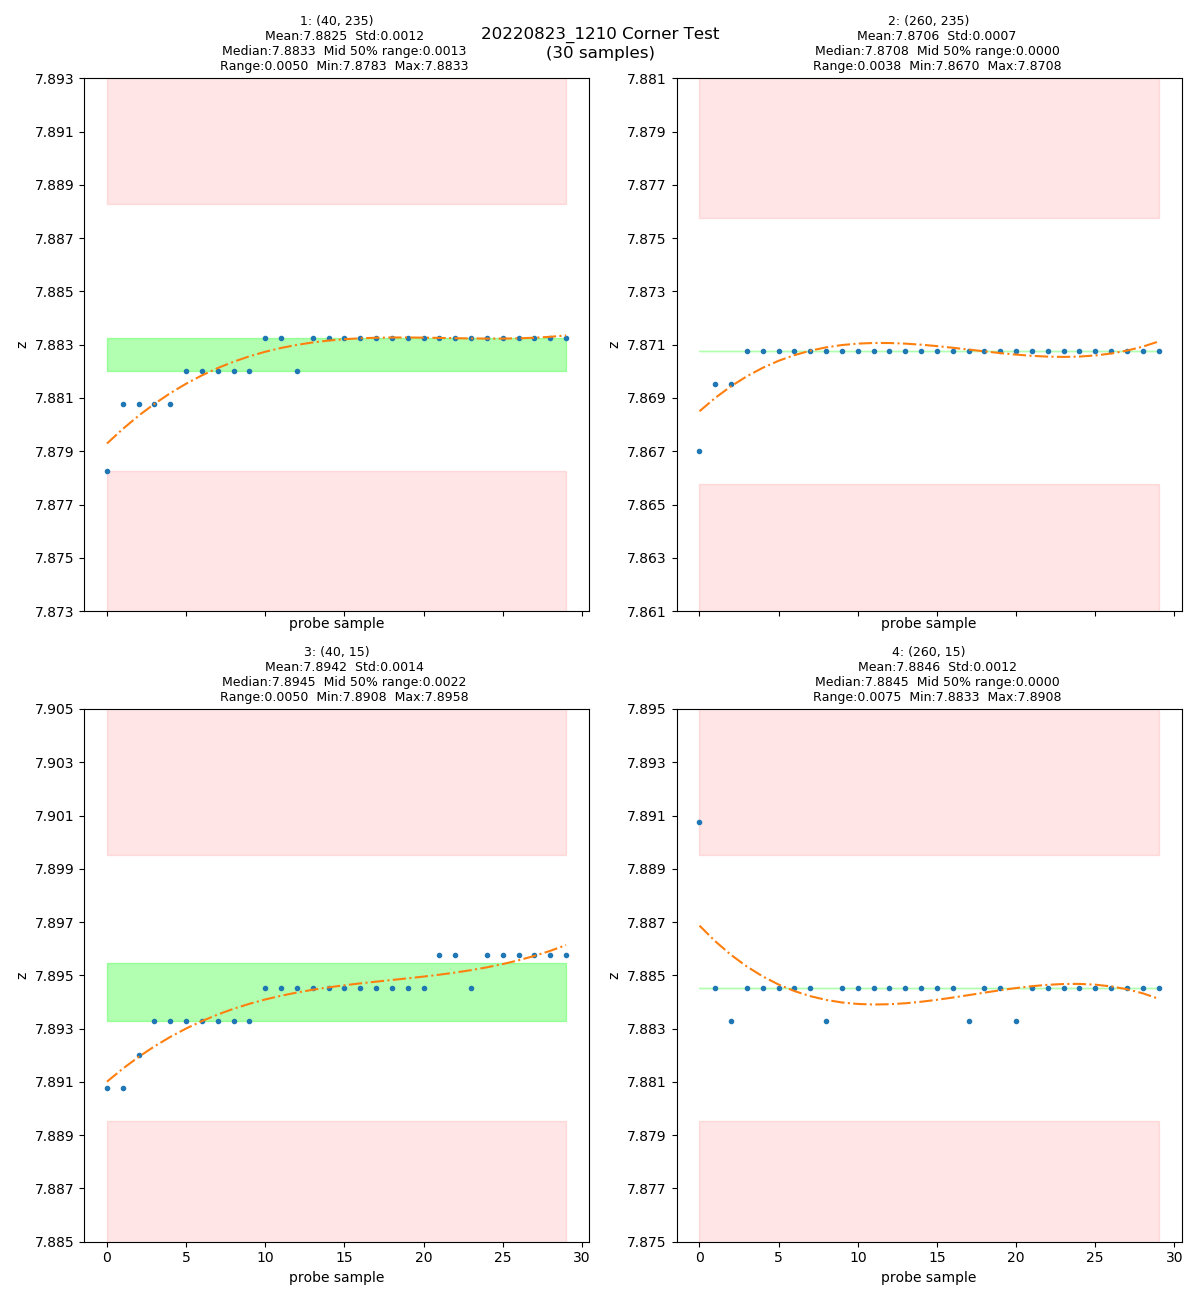 20220823_1210 Corner Test
(30 samples)
1: (40, 235)
Mean:7.8825 Std:0.0012
Median:7.8833 Mid 50% range:0.0013
Range:0.0050 Min:7.8783 Max:7.8833
7.893
7.891
7.889
7.887
7.885
7.883
7.881
7.879
7.877
7.875
7.873
z
probe sample
2: (260, 235)
Mean:7.8706 Std:0.0007
Median:7.8708 Mid 50% range:0.0000
Range:0.0038 Min:7.8670 Max:7.8708
7.881
7.879
7.877
7.875
7.873
7.871
7.869
7.867
7.865
7.863
7.861
z
probe sample
3: (40, 15)
Mean:7.8942 Std:0.0014
Median:7.8945 Mid 50% range:0.0022
Range:0.0050 Min:7.8908 Max:7.8958
7.905
7.903
7.901
7.899
7.897
7.895
7.893
7.891
7.889
7.887
7.885
z
0 5 10 15 20 25 30
probe sample
4: (260, 15)
Mean:7.8846 Std:0.0012
Median:7.8845 Mid 50% range:0.0000
Range:0.0075 Min:7.8833 Max:7.8908
7.895
7.893
7.891
7.889
7.887
7.885
7.883
7.881
7.879
7.877
7.875
z
0 5 10 15 20 25 30
probe sample